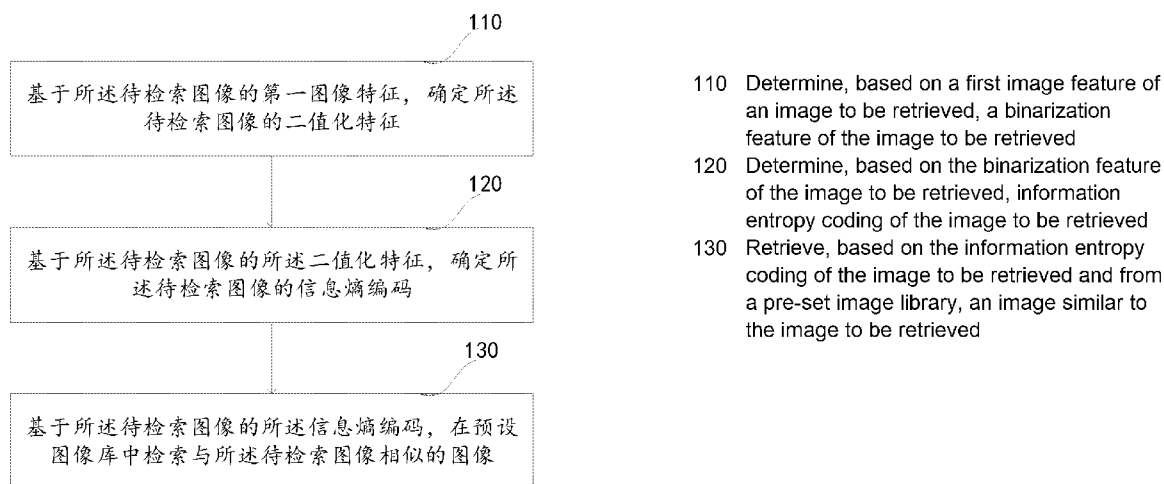 110
基于所述待检索图像的第一图像特征，确定所述
待检索图像的二值化特征
120
基于所述待检索图像的所述二值化特征，确定所
述待检索图像的信息熵编码
130
基于所述待检索图像的所述信息熵编码，在预设
图像库中检索与所述待检索图像相似的图像
110 Determine, based on a first image feature of
an image to be retrieved, a binarization
feature of the image to be retrieved
120 Determine, based on the binarization feature
of the image to be retrieved, information
entropy coding of the image to be retrieved
130 Retrieve, based on the information entropy
coding of the image to be retrieved and from
a pre-set image library, an image similar to
the image to be retrieved